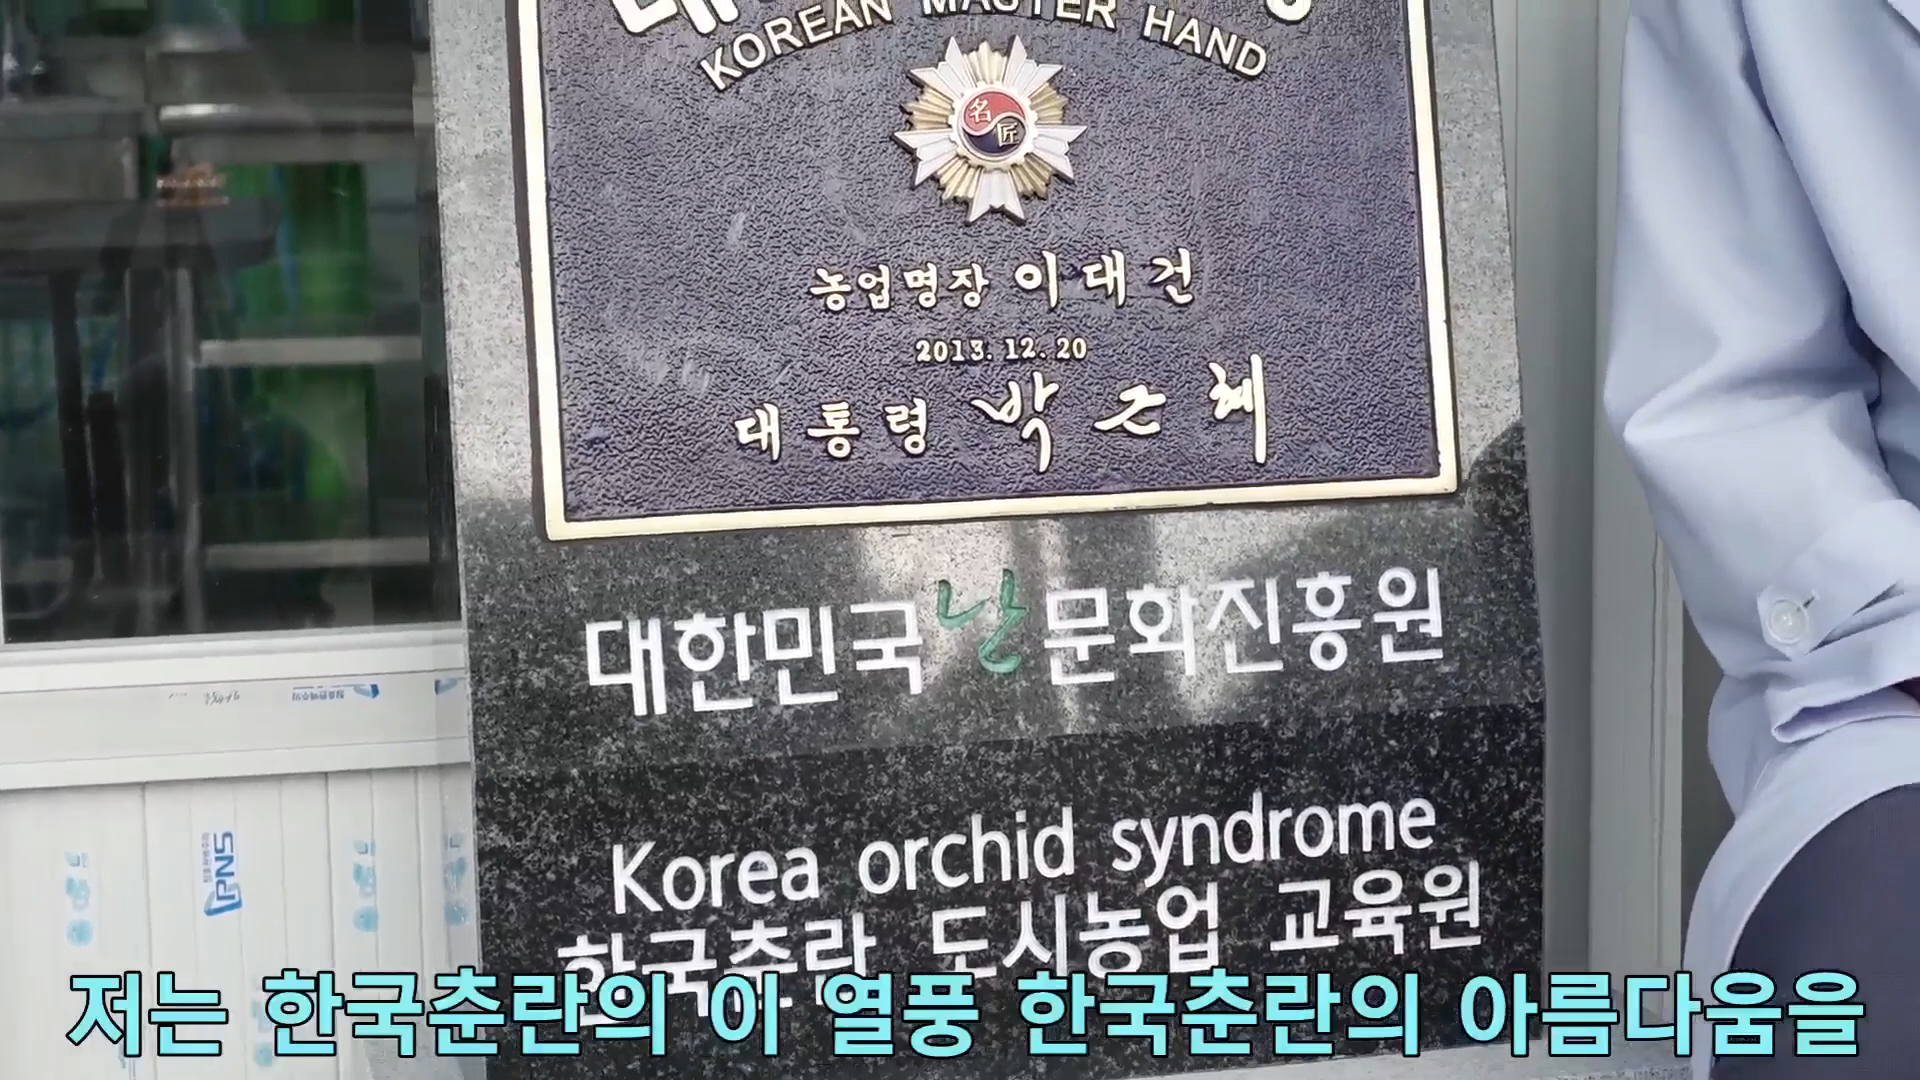 KOREAN MASTER HAND
名
匠
농업명장 이대건
2013. 12. 20
대통령 박근혜
대한민국난문화진흥원
Korea orchid syndrome
한국춘란 도시농업 교육원
PNS
저는 한국춘란의 이 열풍 한국춘란의 아름다움을